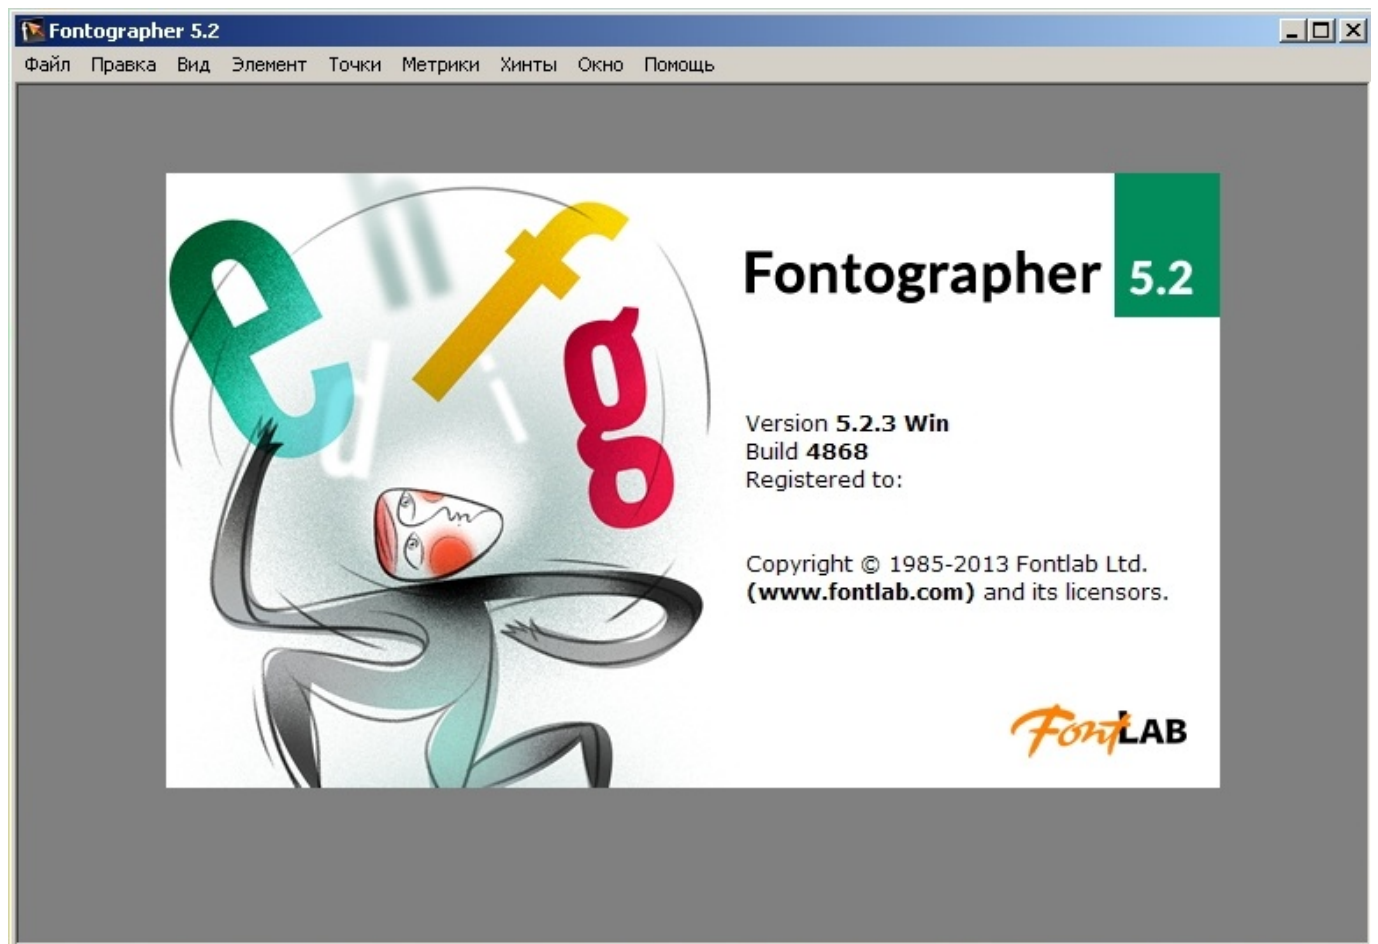 Fontographer 5.2
Файл Правка Вид Элемент Точки Метрики Хинты Окно Помощь
e h f g d i
Fontographer 5.2
Version 5.2.3 Win
Build 4868
Registered to:
Copyright © 1985-2013 Fontlab Ltd.
(www.fontlab.com) and its licensors.
FontLAB